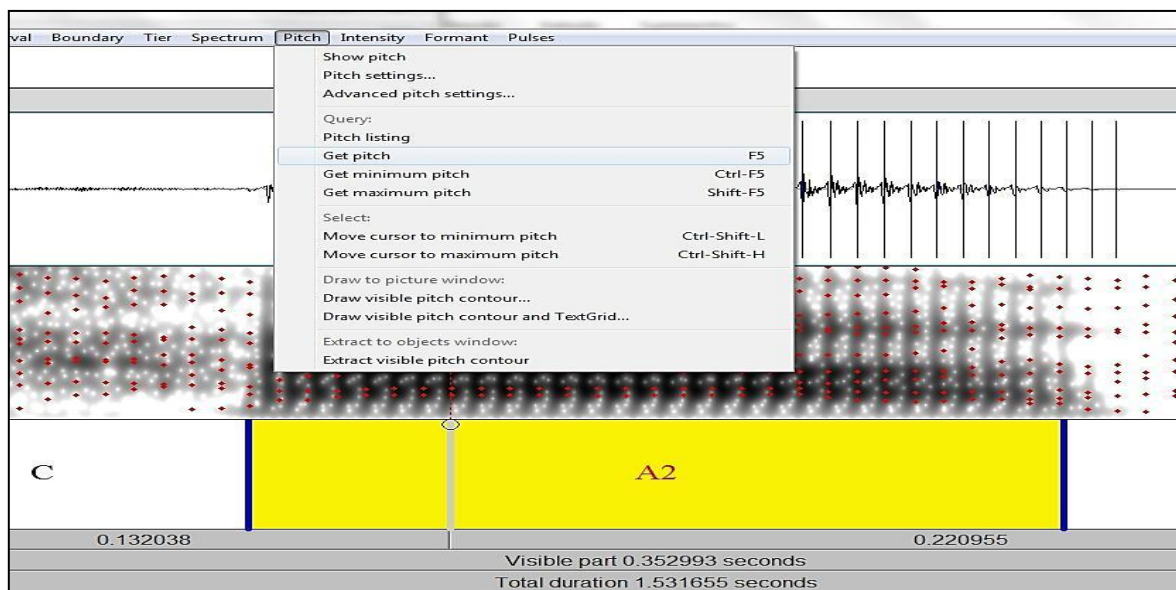 val Boundary Tier Spectrum Pitch Intensity Formant Pulses
Show pitch
Pitch settings...
Advanced pitch settings...
Query:
Pitch listing
Get pitch F5
Get minimum pitch Ctrl-F5
Get maximum pitch Shift-F5
Select:
Move cursor to minimum pitch Ctrl-Shift-L
Move cursor to maximum pitch Ctrl-Shift-H
Draw to picture window:
Draw visible pitch contour...
Draw visible pitch contour and TextGrid...
Extract to objects window:
Extract visible pitch contour
C A2
0.132038 0.220955
Visible part 0.352993 seconds
Total duration 1.531655 seconds